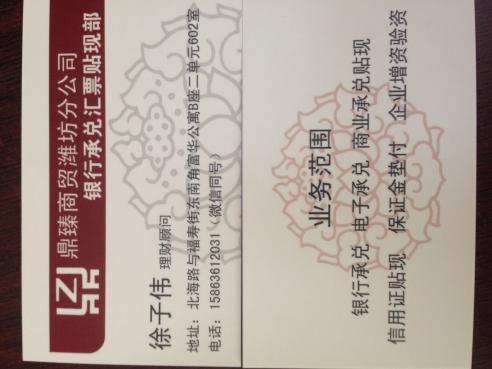 鼎臻商贸潍坊分公司
银行承兑汇票贴现部
徐子伟 理财顾问
地址：北海路与福寿街东南角富华公寓B座二单元602室
电话：15863612031（微信同号）
业务范围
银行承兑 电子承兑 商业承兑贴现
信用证贴现 保证金垫付 企业增资验资